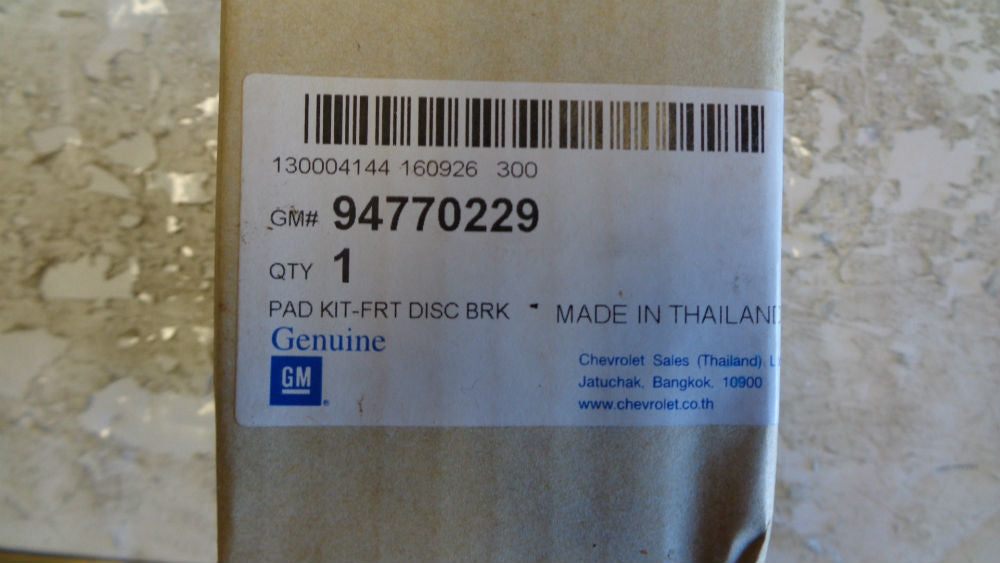 130004144 160926 300
GM# 94770229
QTY 1
PAD KIT-FRT DISC BRK - MADE IN THAILAND
Genuine
GM
Chevrolet Sales (Thailand)
Jatuchak, Bangkok. 10900
www.chevrolet.co.th